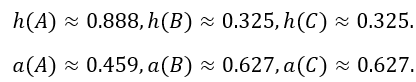 h(A) ≈ 0.888, h(B) ≈ 0.325, h(C) ≈ 0.325.
a(A) ≈ 0.459, a(B) ≈ 0.627, a(C) ≈ 0.627.